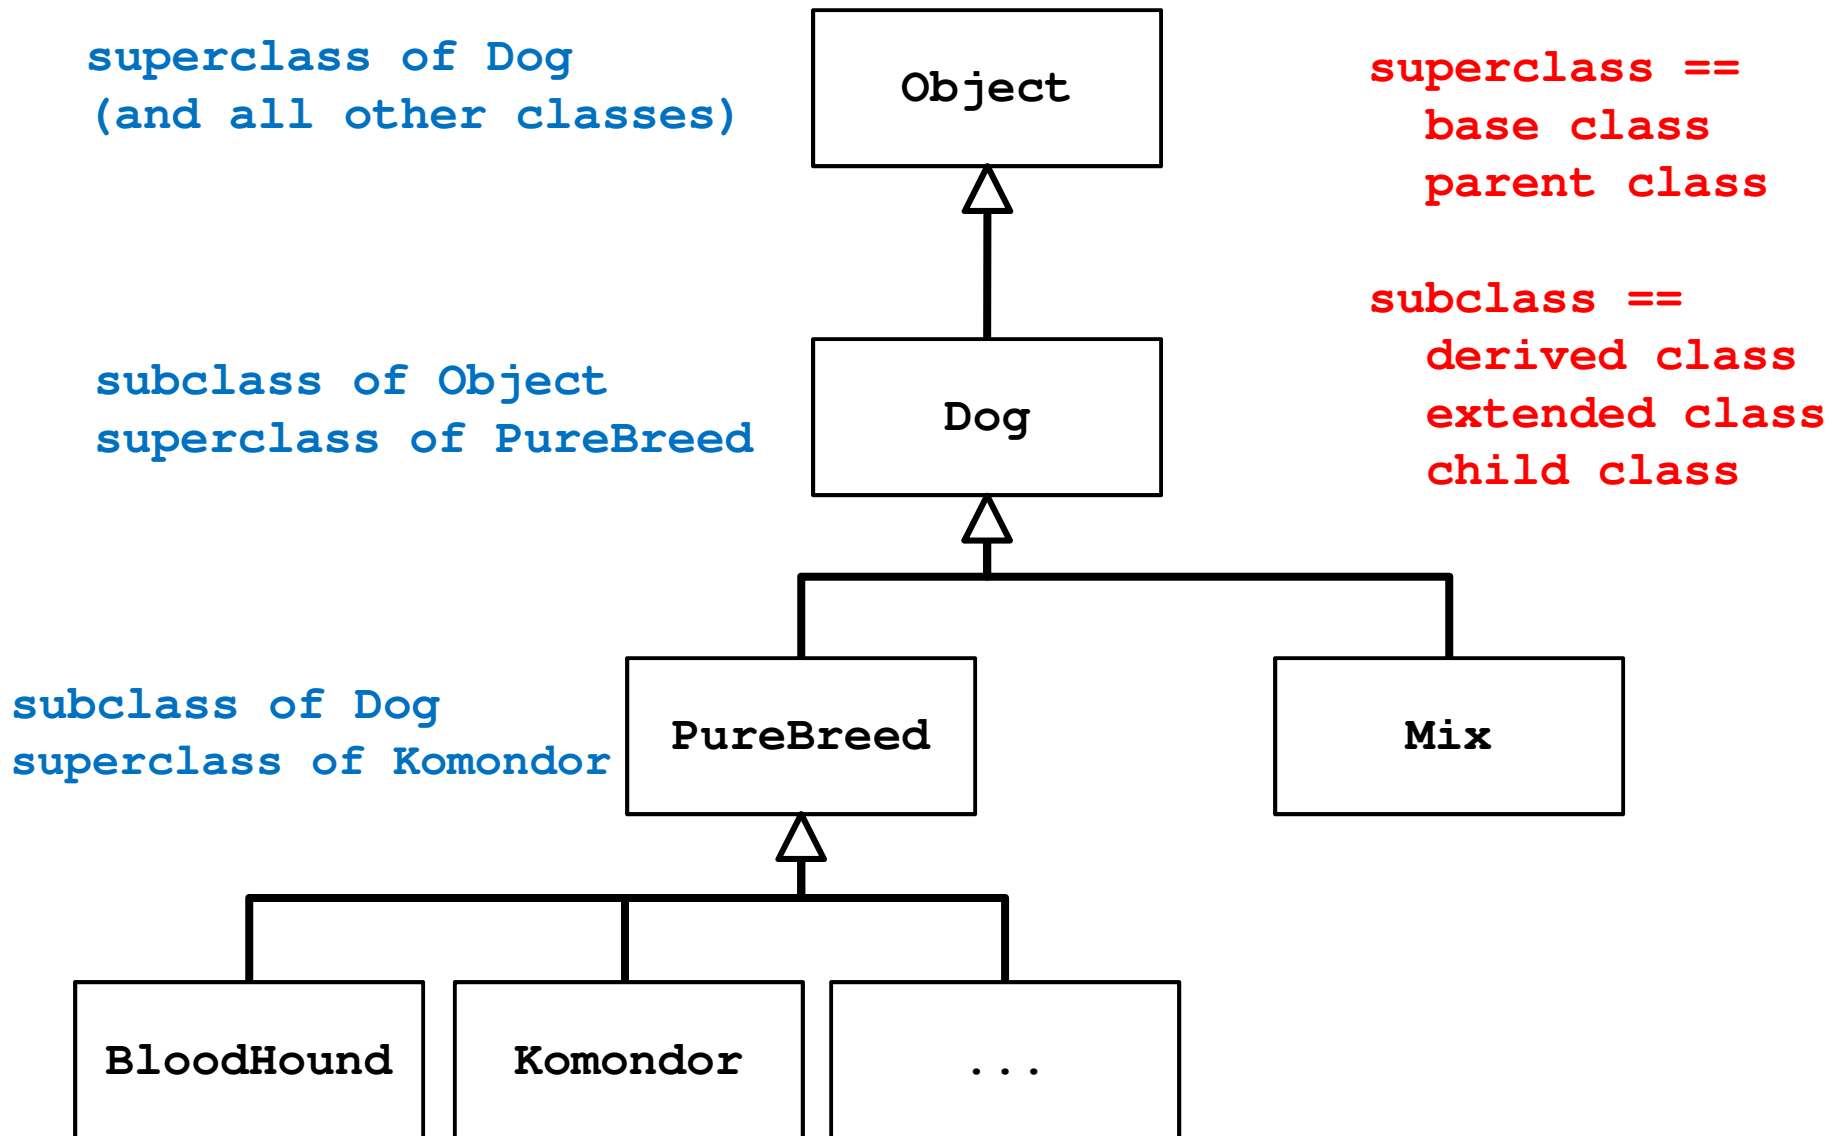 superclass of Dog
(and all other classes)
Object
superclass ==
base class
parent class
subclass ==
derived class
extended class
child class
subclass of Object
superclass of PureBreed
Dog
subclass of Dog
superclass of Komondor
PureBreed
Mix
BloodHound
Komondor
...